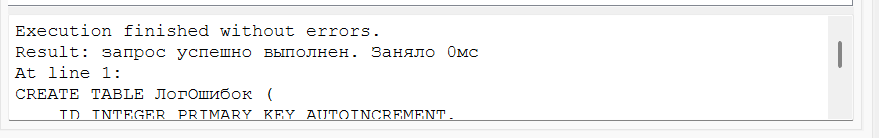 Execution finished without errors.
Result: запрос успешно выполнен. Заняло 0мс
At line 1:
CREATE TABLE ЛогОшибок (
ID INTEGER PRIMARY KEY AUTOINCREMENT,